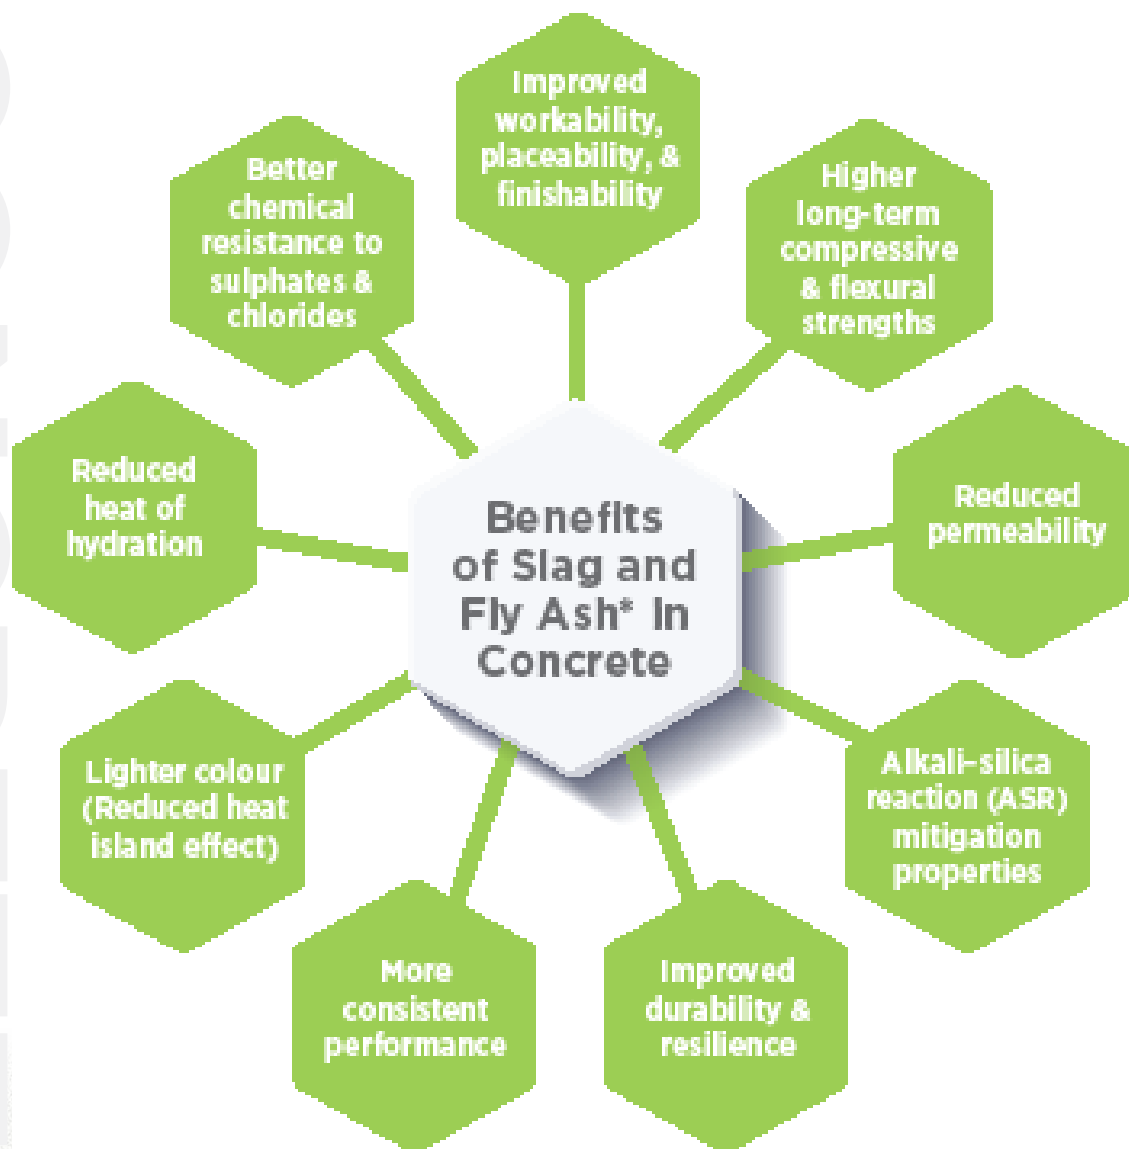 Improved
workability,
placeability, &
finishability
Higher
long-term
compressive
& flexural
strengths
Reduced
permeability
Alkali–silica
reaction (ASR)
mitigation
properties
Improved
durability &
resilience
More
consistent
performance
Lighter colour
(Reduced heat
island effect)
Reduced
heat of
hydration
Better
chemical
resistance to
sulphates &
chlorides
Benefits
of Slag and
Fly Ash* In
Concrete